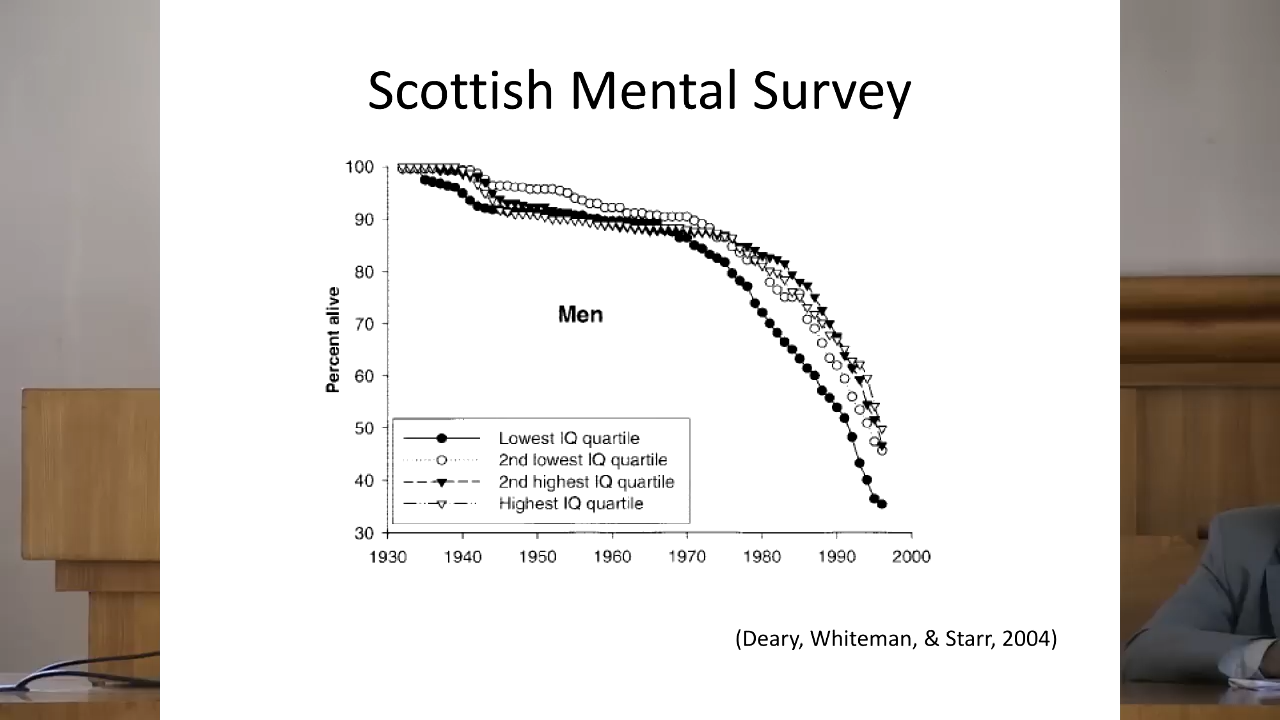 Scottish Mental Survey
100
90
80
70
60
50
40
30
Percent alive
Men
Lowest IQ quartile
2nd lowest IQ quartile
2nd highest IQ quartile
Highest IQ quartile
1930 1940 1950 1960 1970 1980 1990 2000
(Deary, Whiteman, & Starr, 2004)